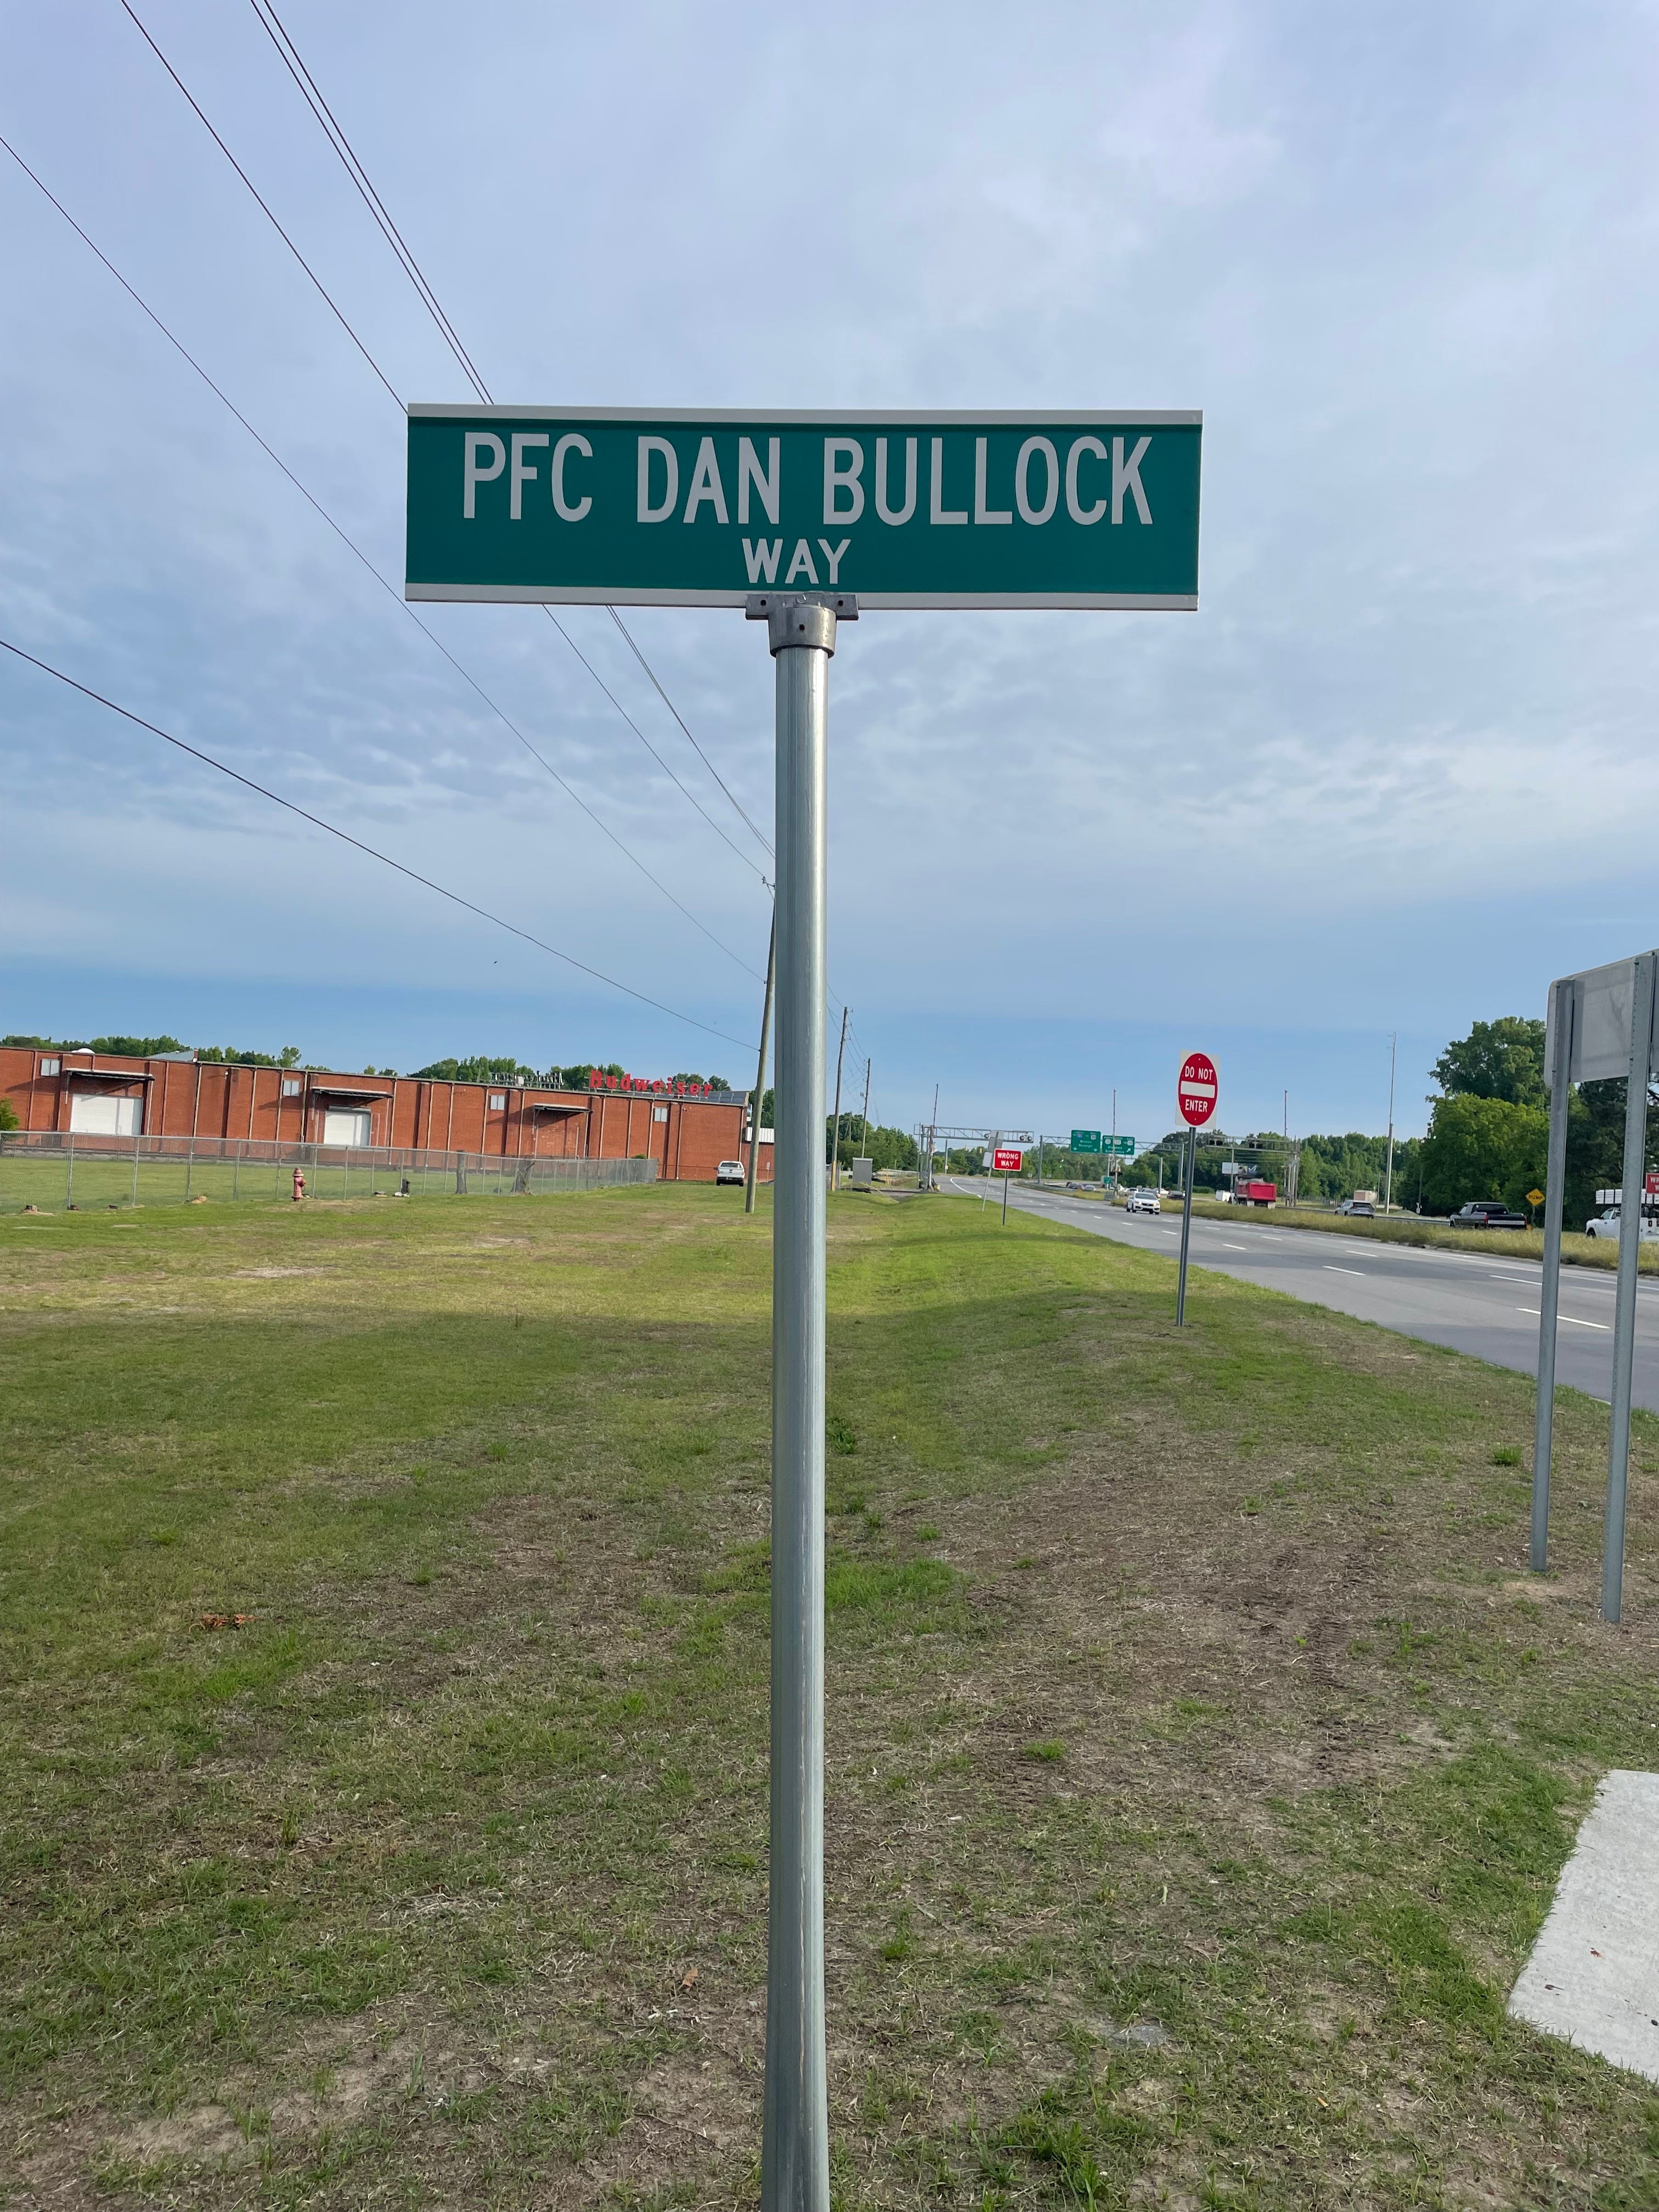 PFC DAN BULLOCK
WAY
Budweiser
DO NOT
ENTER
WRONG
WAY